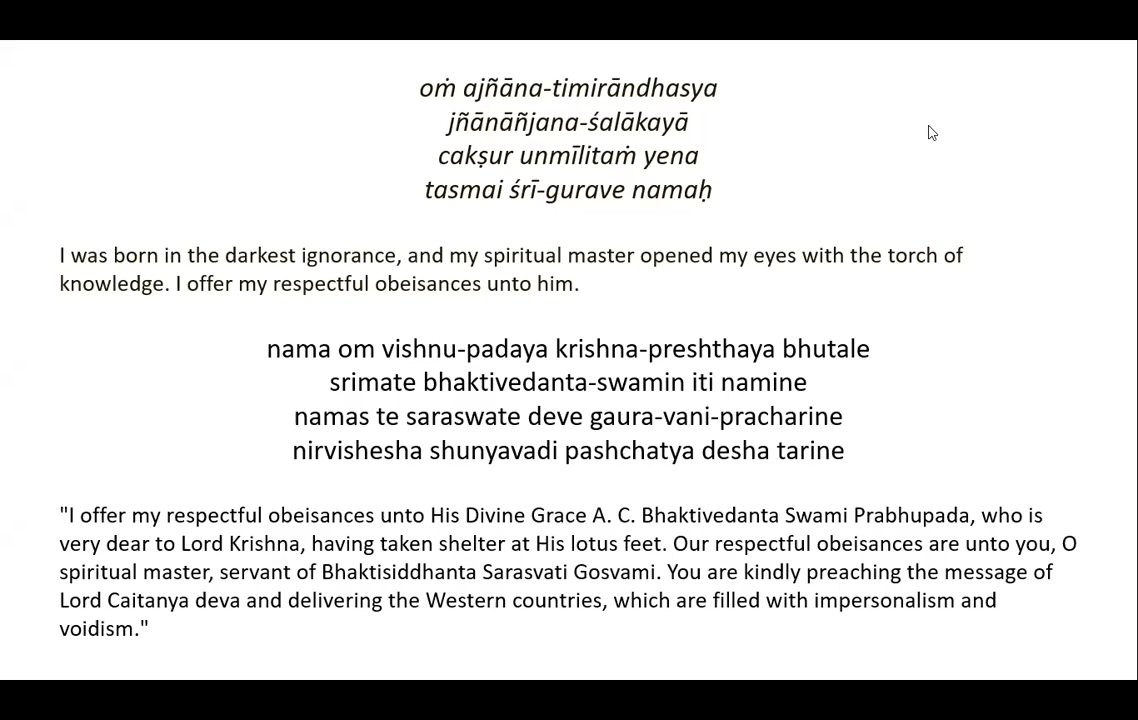 oṁ ajñāna-timirāndhasya
jñānāñjana-śalākayā
cakṣur unmīlitaṁ yena
tasmai śrī-gurave namaḥ
I was born in the darkest ignorance, and my spiritual master opened my eyes with the torch of
knowledge. I offer my respectful obeisances unto him.
nama om vishnu-padaya krishna-preshthaya bhutale
srimate bhaktivedanta-swamin iti namine
namas te saraswate deve gaura-vani-pracharine
nirvishesha shunyavadi pashchatya desha tarine
"I offer my respectful obeisances unto His Divine Grace A. C. Bhaktivedanta Swami Prabhupada, who is
very dear to Lord Krishna, having taken shelter at His lotus feet. Our respectful obeisances are unto you, O
spiritual master, servant of Bhaktisiddhanta Sarasvati Gosvami. You are kindly preaching the message of
Lord Caitanya deva and delivering the Western countries, which are filled with impersonalism and
voidism."